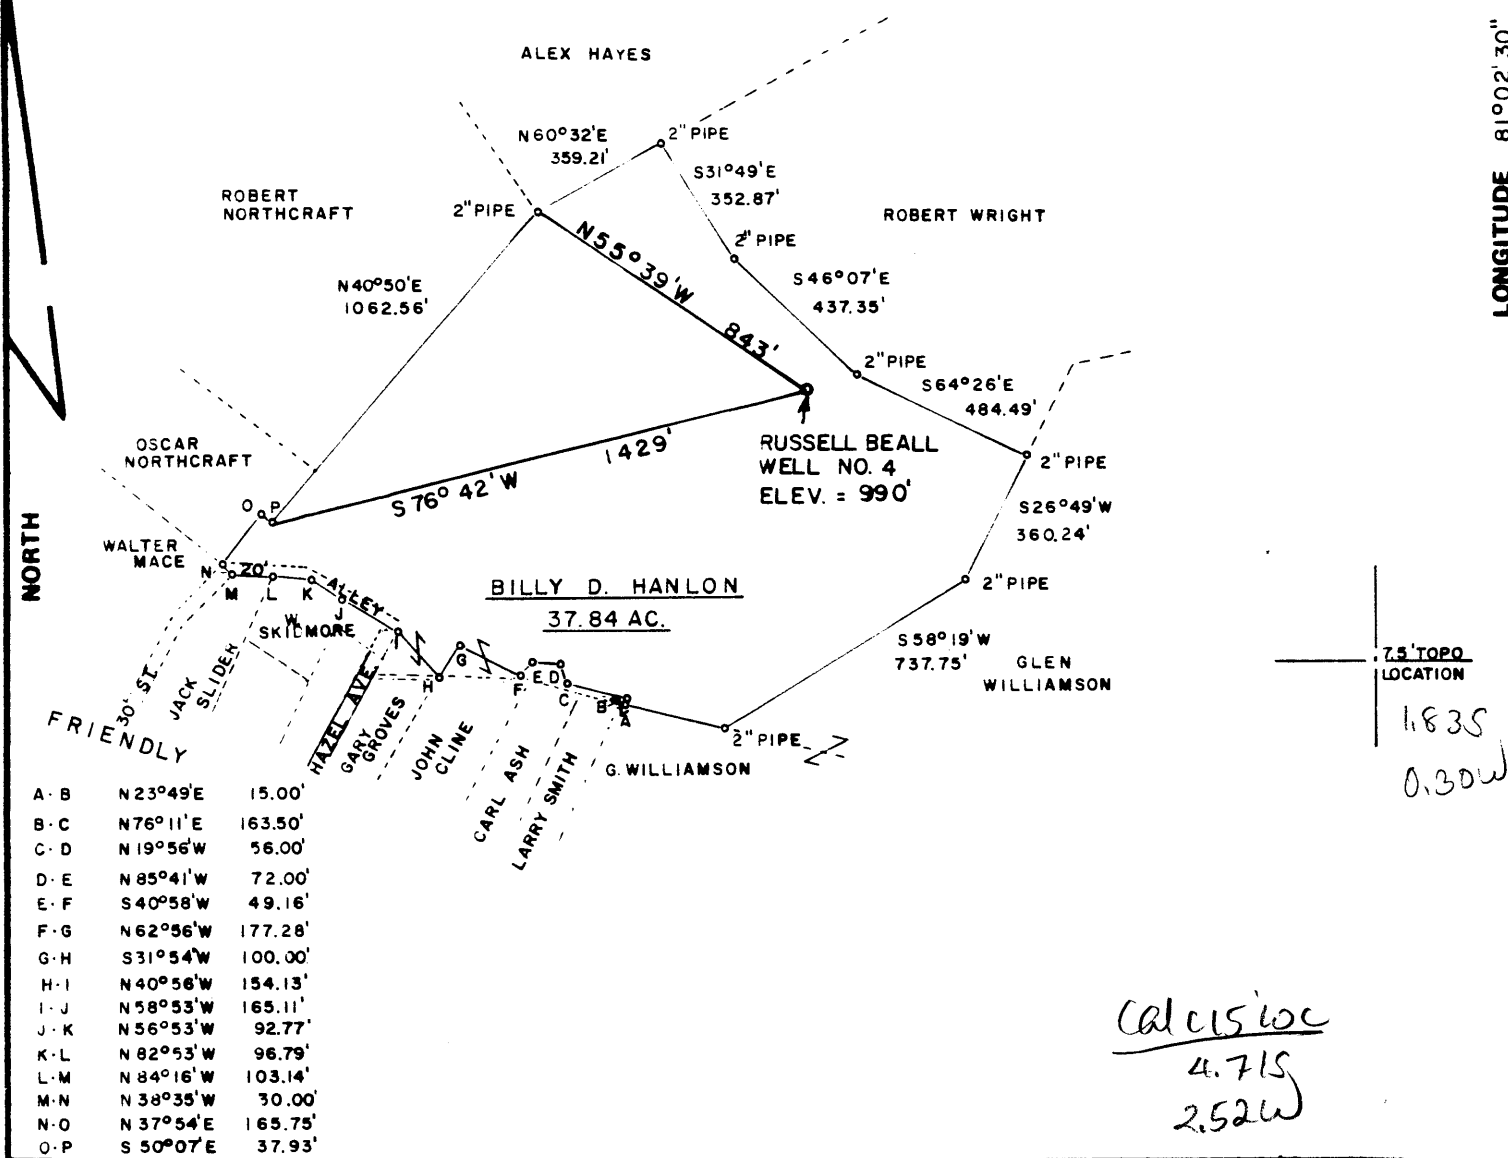 ALEX HAYES
LONGITUDE 81°02'30"
N60°32'E
359.21'
2" PIPE
S31°49'E
352.87'
ROBERT
NORTHCRAFT
2" PIPE
ROBERT WRIGHT
2" PIPE
N55°39'W
843'
S46°07'E
437.35'
N40°50'E
1062.56'
2" PIPE
S64°26'E
484.49'
RUSSELL BEALL
WELL NO. 4
ELEV. = 990'
2" PIPE
OSCAR
NORTHCRAFT
1429'
S76°42'W
O P
S26°49'W
360.24'
NORTH
WALTER
MACE
N
20'
ALLEY
M L K J I
BILLY D. HANLON
37.84 AC.
2" PIPE
W.
SKIDMORE
S58°19'W
737.75'
GLEN
WILLIAMSON
7.5' TOPO
LOCATION
1.83S
0.30W
H G F E D C B A
30' ST.
JACK
SLIDER
HAZEL AVE.
GARY
GROVES
JOHN
CLINE
CARL ASH
LARRY SMITH
2" PIPE
G. WILLIAMSON
FRIENDLY
A-B N23°49'E 15.00'
B-C N76°11'E 163.50'
C-D N19°56'W 56.00'
D-E N85°41'W 72.00'
E-F S40°58'W 49.16'
F-G N62°56'W 177.28'
G-H S31°54'W 100.00'
H-I N40°56'W 154.13'
I-J N58°53'W 165.11'
J-K N56°53'W 92.77'
K-L N82°53'W 96.79'
L-M N84°16'W 103.14'
M-N N38°35'W 30.00'
N-O N37°54'E 165.75'
O-P S50°07'E 37.93'
Cal c15' loc
4.71S
2.52W